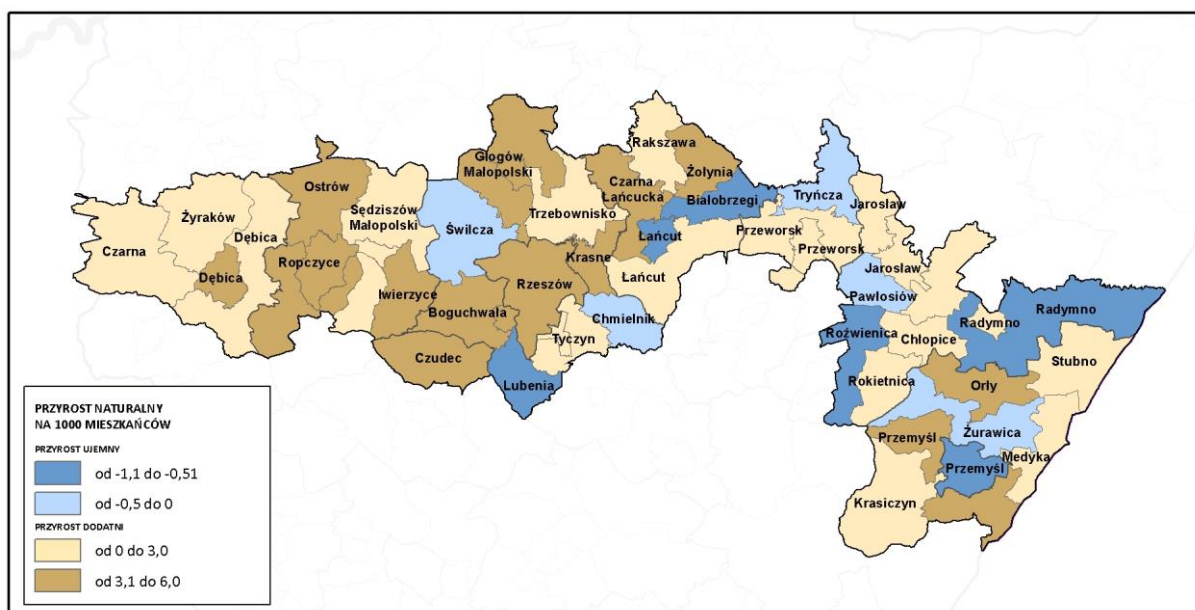 Rakszawa
Głogów
Małopolski
Żołynia
Czarna
Łańcucka
Ostrów
Białobrzegi
Tryńcza
Jarosław
Żyraków
Sędziszów
Małopolski
Trzebownisko
Dębica
Świlcza
Łańcut
Przeworsk
Czarna
Przeworsk
Krasne
Ropczyce
Jarosław
Dębica
Rzeszów
Łańcut
Iwierzyce
Pawłosiów
Boguchwała
Chmielnik
Radymno
Radymno
Roźwienica
Tyczyn
Chłopice
Czudec
Stubno
Lubenia
Rokietnica
Orły
Przemyśl
Żurawica
Medyka
Przemyśl
Krasiczyn
PRZYROST NATURALNY
NA 1000 MIESZKAŃCÓW
PRZYROST UJEMNY
od -1,1 do -0,51
od -0,5 do 0
PRZYROST DODATNI
od 0 do 3,0
od 3,1 do 6,0